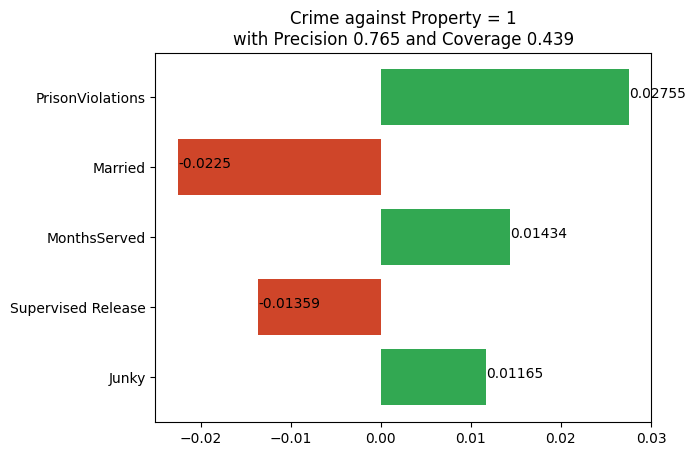 Crime against Property = 1
with Precision 0.765 and Coverage 0.439
PrisonViolations
0.02755
Married
-0.0225
MonthsServed
0.01434
Supervised Release
-0.01359
Junky
0.01165
−0.02 −0.01 0.00 0.01 0.02 0.03